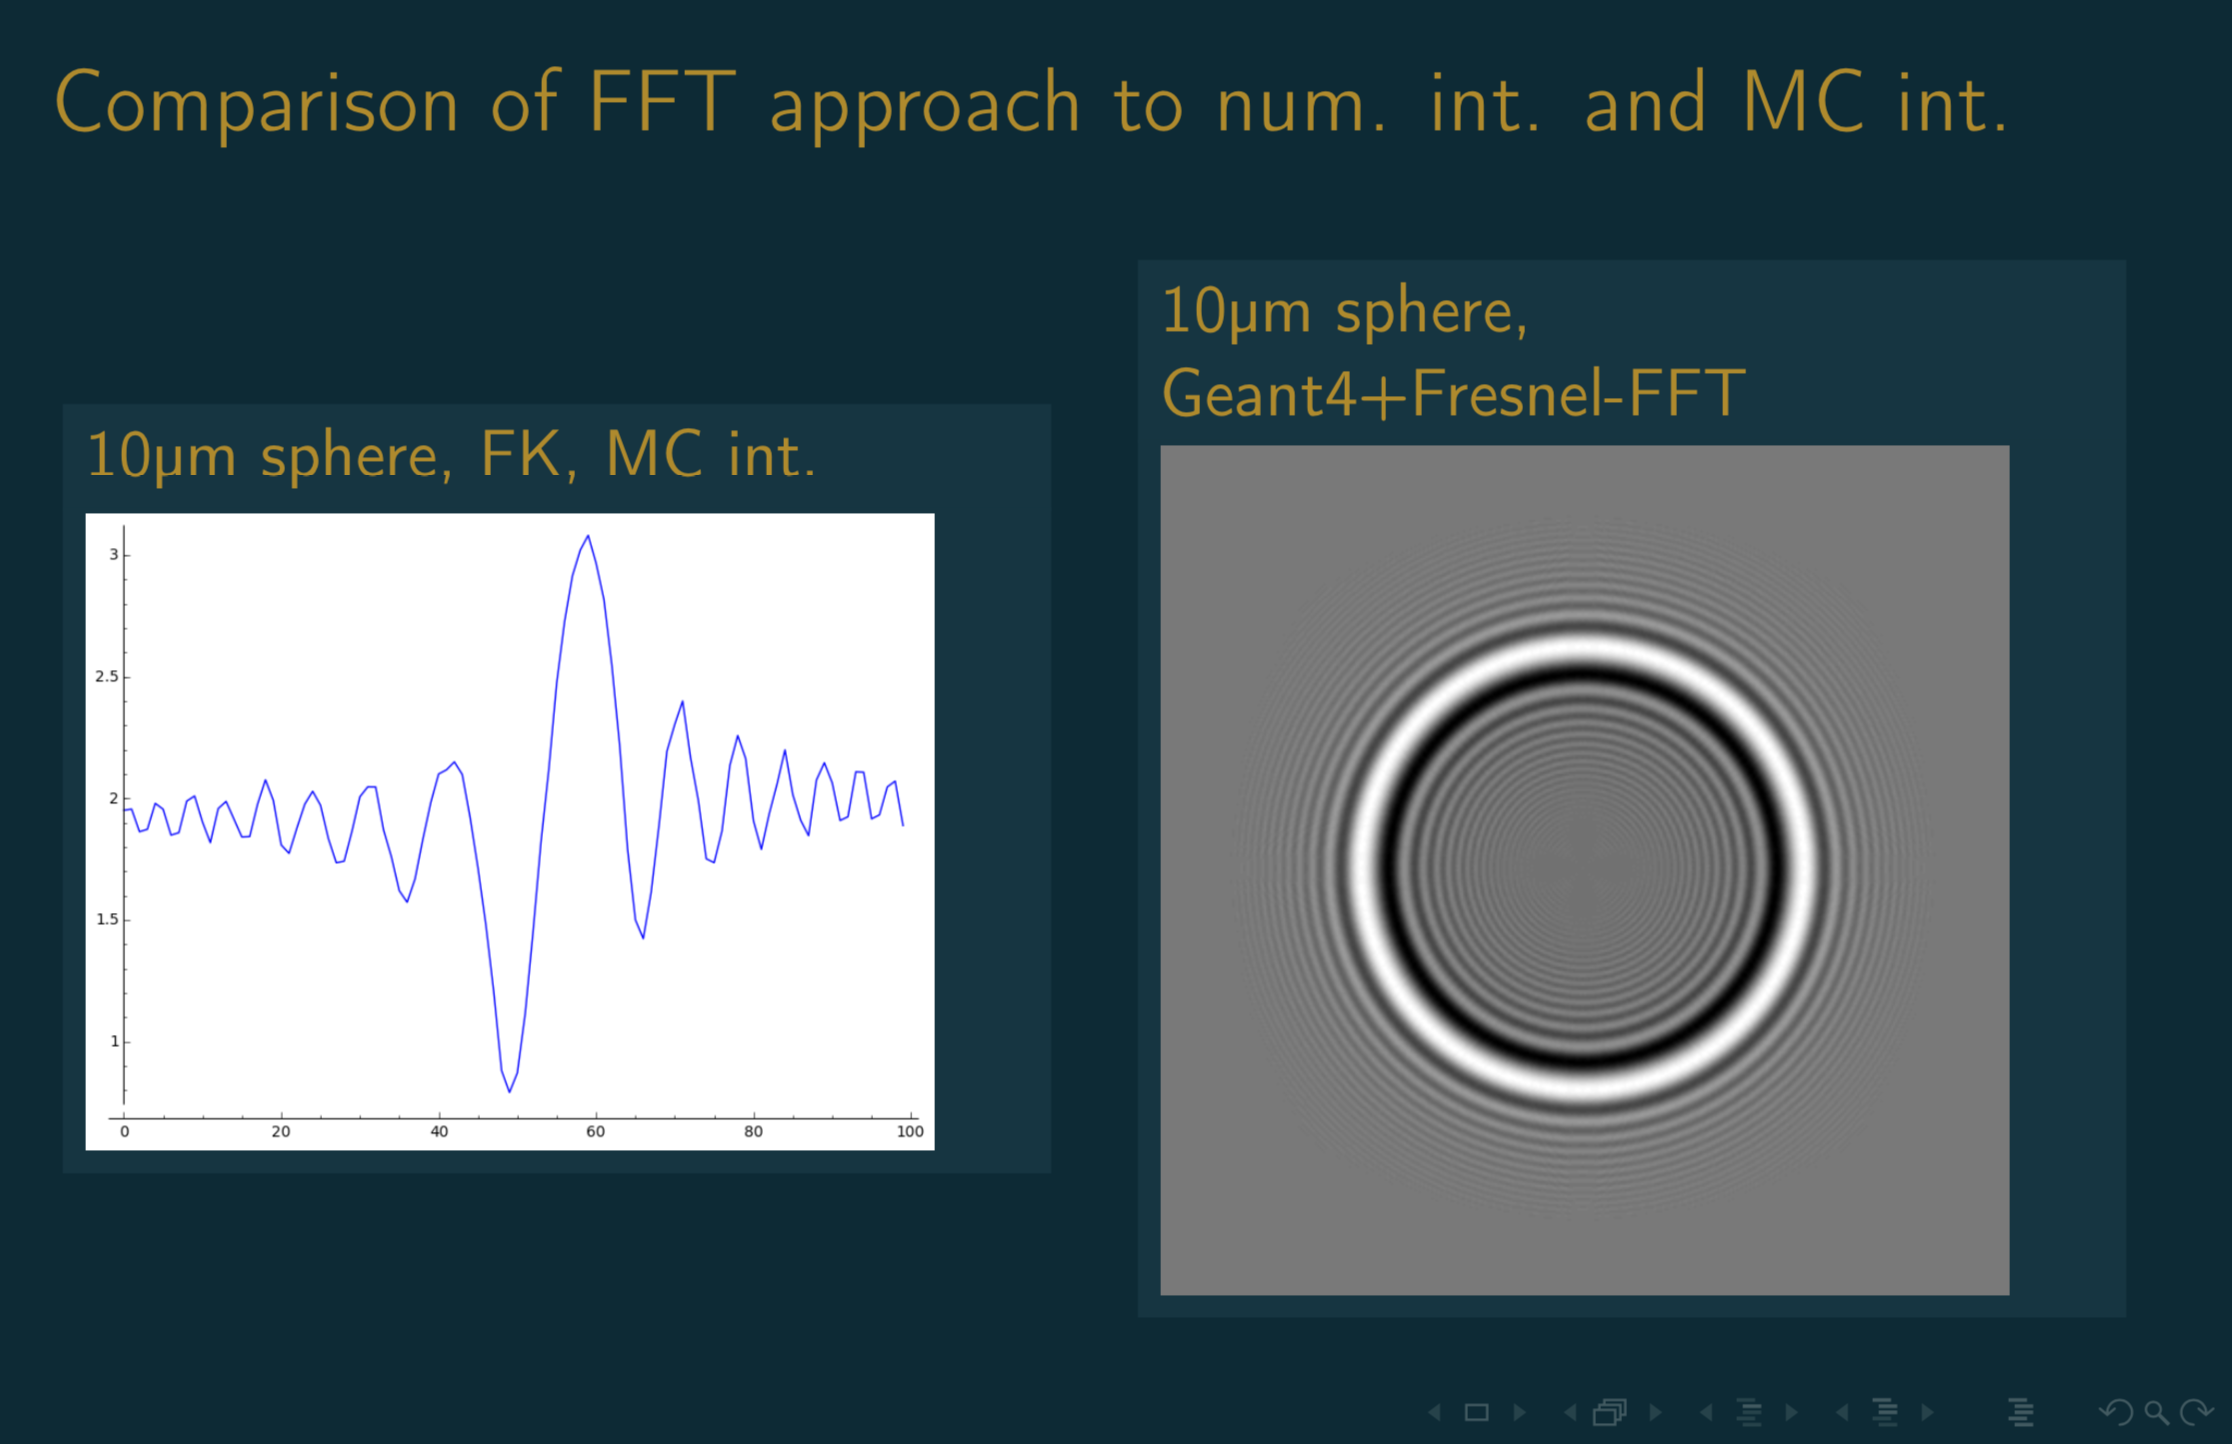 Comparison of FFT approach to num. int. and MC int.
10µm sphere, FK, MC int.
3
2.5
2
1.5
1
0 20 40 60 80 100
10µm sphere,
Geant4+Fresnel-FFT